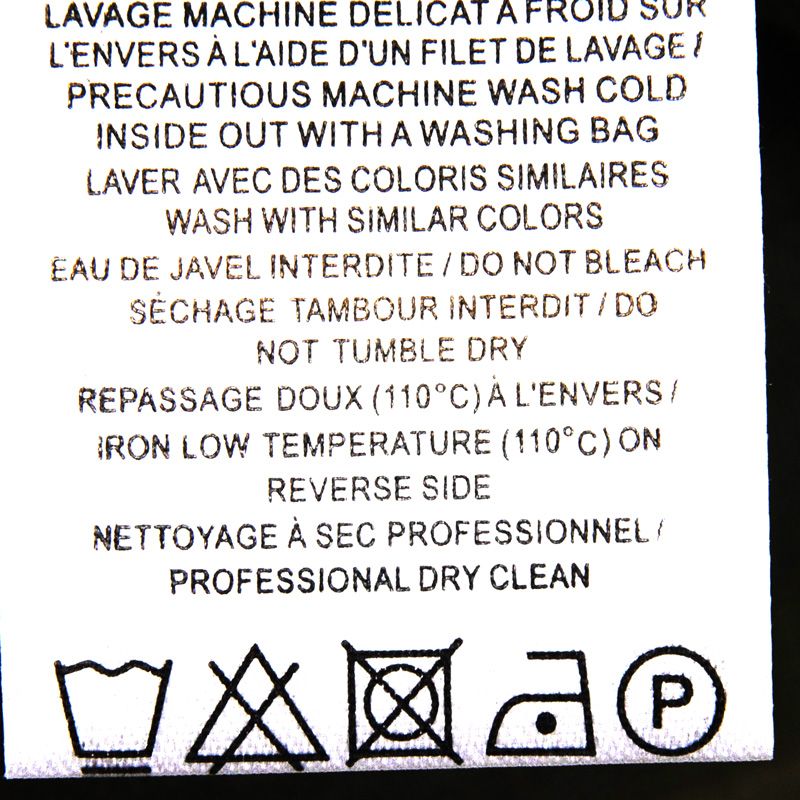 LAVAGE MACHINE DELICAT A FROID SUR
L'ENVERS À L'AIDE D'UN FILET DE LAVAGE /
PRECAUTIOUS MACHINE WASH COLD
INSIDE OUT WITH A WASHING BAG
LAVER AVEC DES COLORIS SIMILAIRES
WASH WITH SIMILAR COLORS
EAU DE JAVEL INTERDITE / DO NOT BLEACH
SÉCHAGE TAMBOUR INTERDIT / DO
NOT TUMBLE DRY
REPASSAGE DOUX (110°C) À L'ENVERS /
IRON LOW TEMPERATURE (110°C) ON
REVERSE SIDE
NETTOYAGE À SEC PROFESSIONNEL /
PROFESSIONAL DRY CLEAN
P